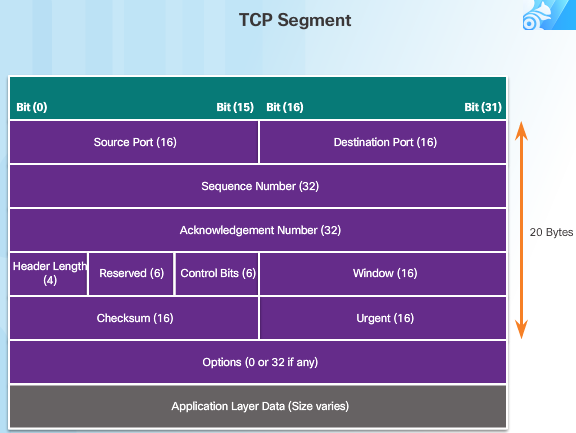 TCP Segment
Bit (0) Bit (15) Bit (16) Bit (31)
Source Port (16) Destination Port (16)
Sequence Number (32)
20 Bytes
Acknowledgement Number (32)
Header Length
(4) Reserved (6) Control Bits (6) Window (16)
Checksum (16) Urgent (16)
Options (0 or 32 if any)
Application Layer Data (Size varies)